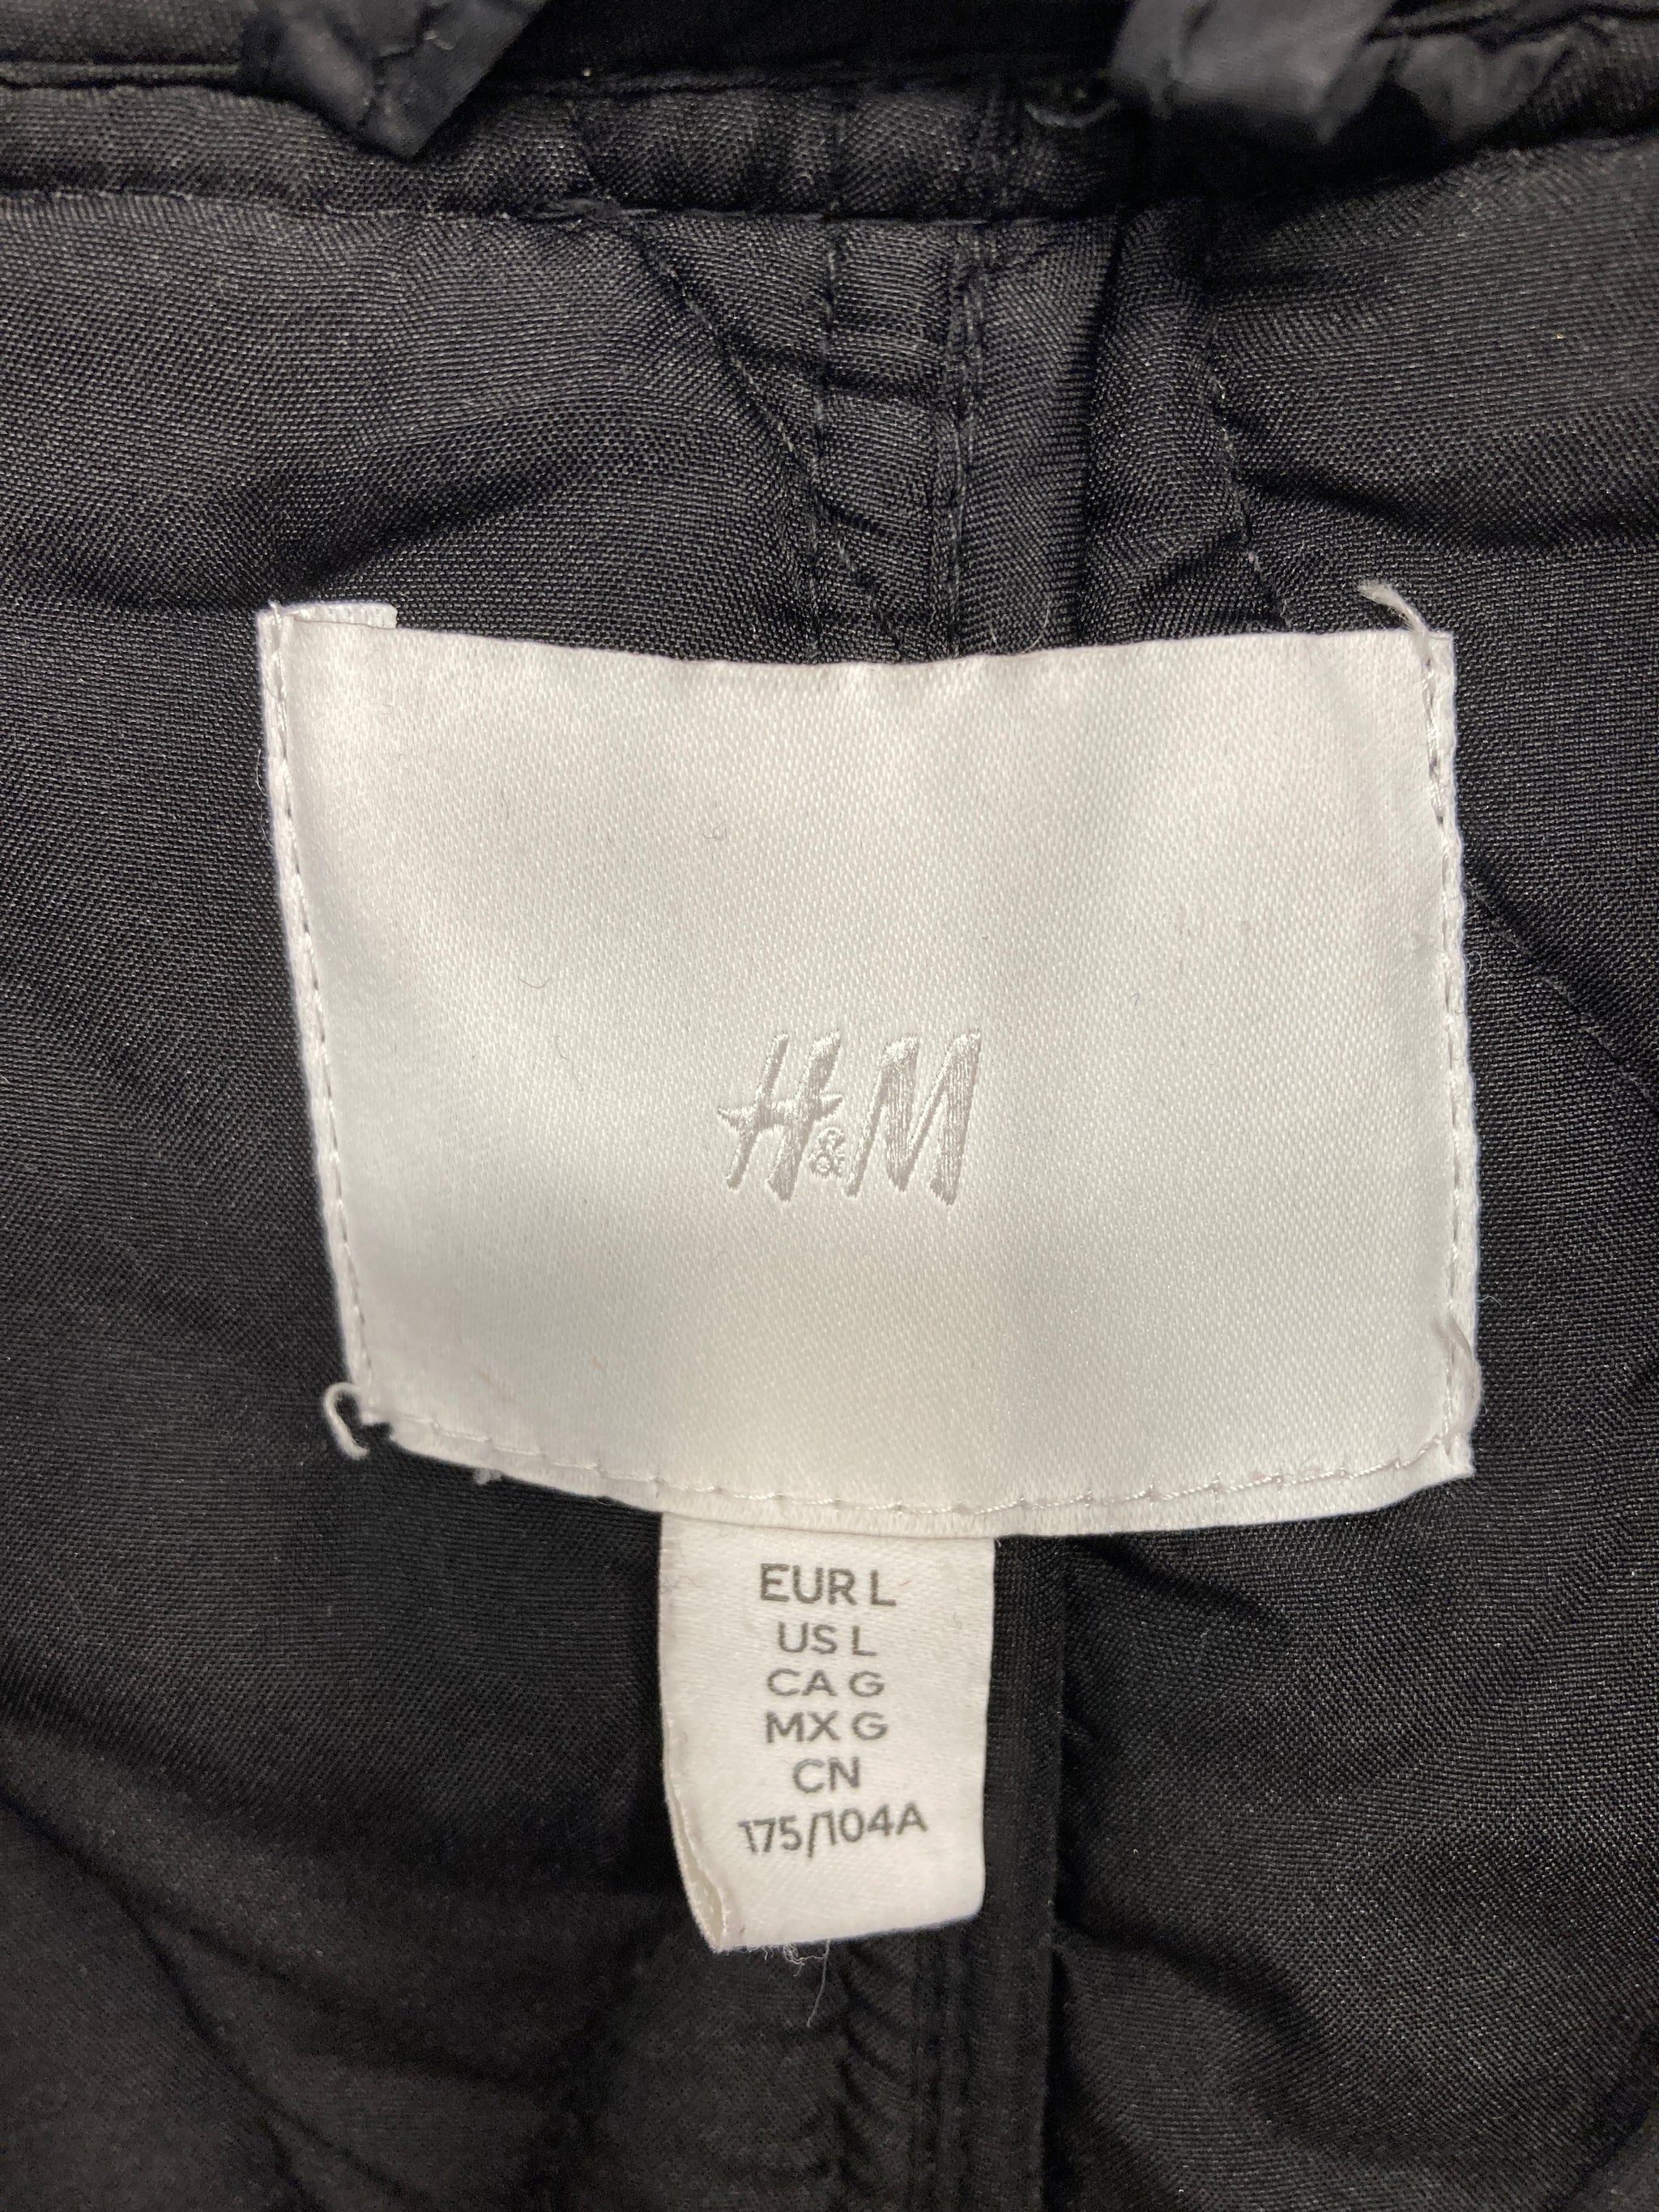 H&M
EUR L
US L
CA G
MX G
CN
175/104A